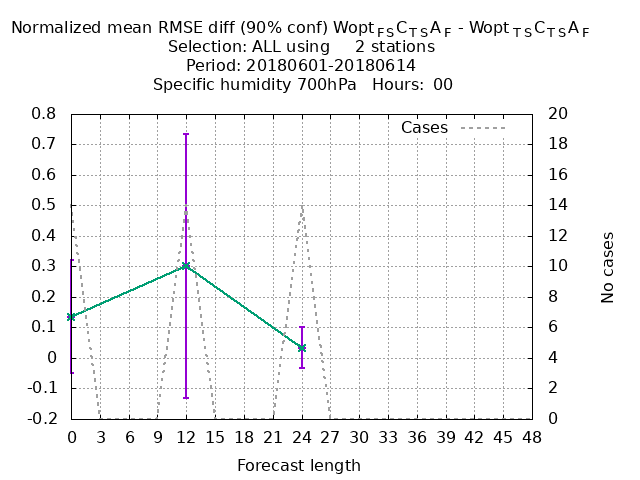 Normalized mean RMSE diff (90% conf) Wopt FS C TS A F - Wopt TS C TS A F
Selection: ALL using 2 stations
Period: 20180601-20180614
Specific humidity 700hPa Hours: 00
Cases
0.8
0.7
0.6
0.5
0.4
0.3
0.2
0.1
0
-0.1
-0.2
20
18
16
14
12
10
8
6
4
2
0
No cases
0 3 6 9 12 15 18 21 24 27 30 33 36 39 42 45 48
Forecast length